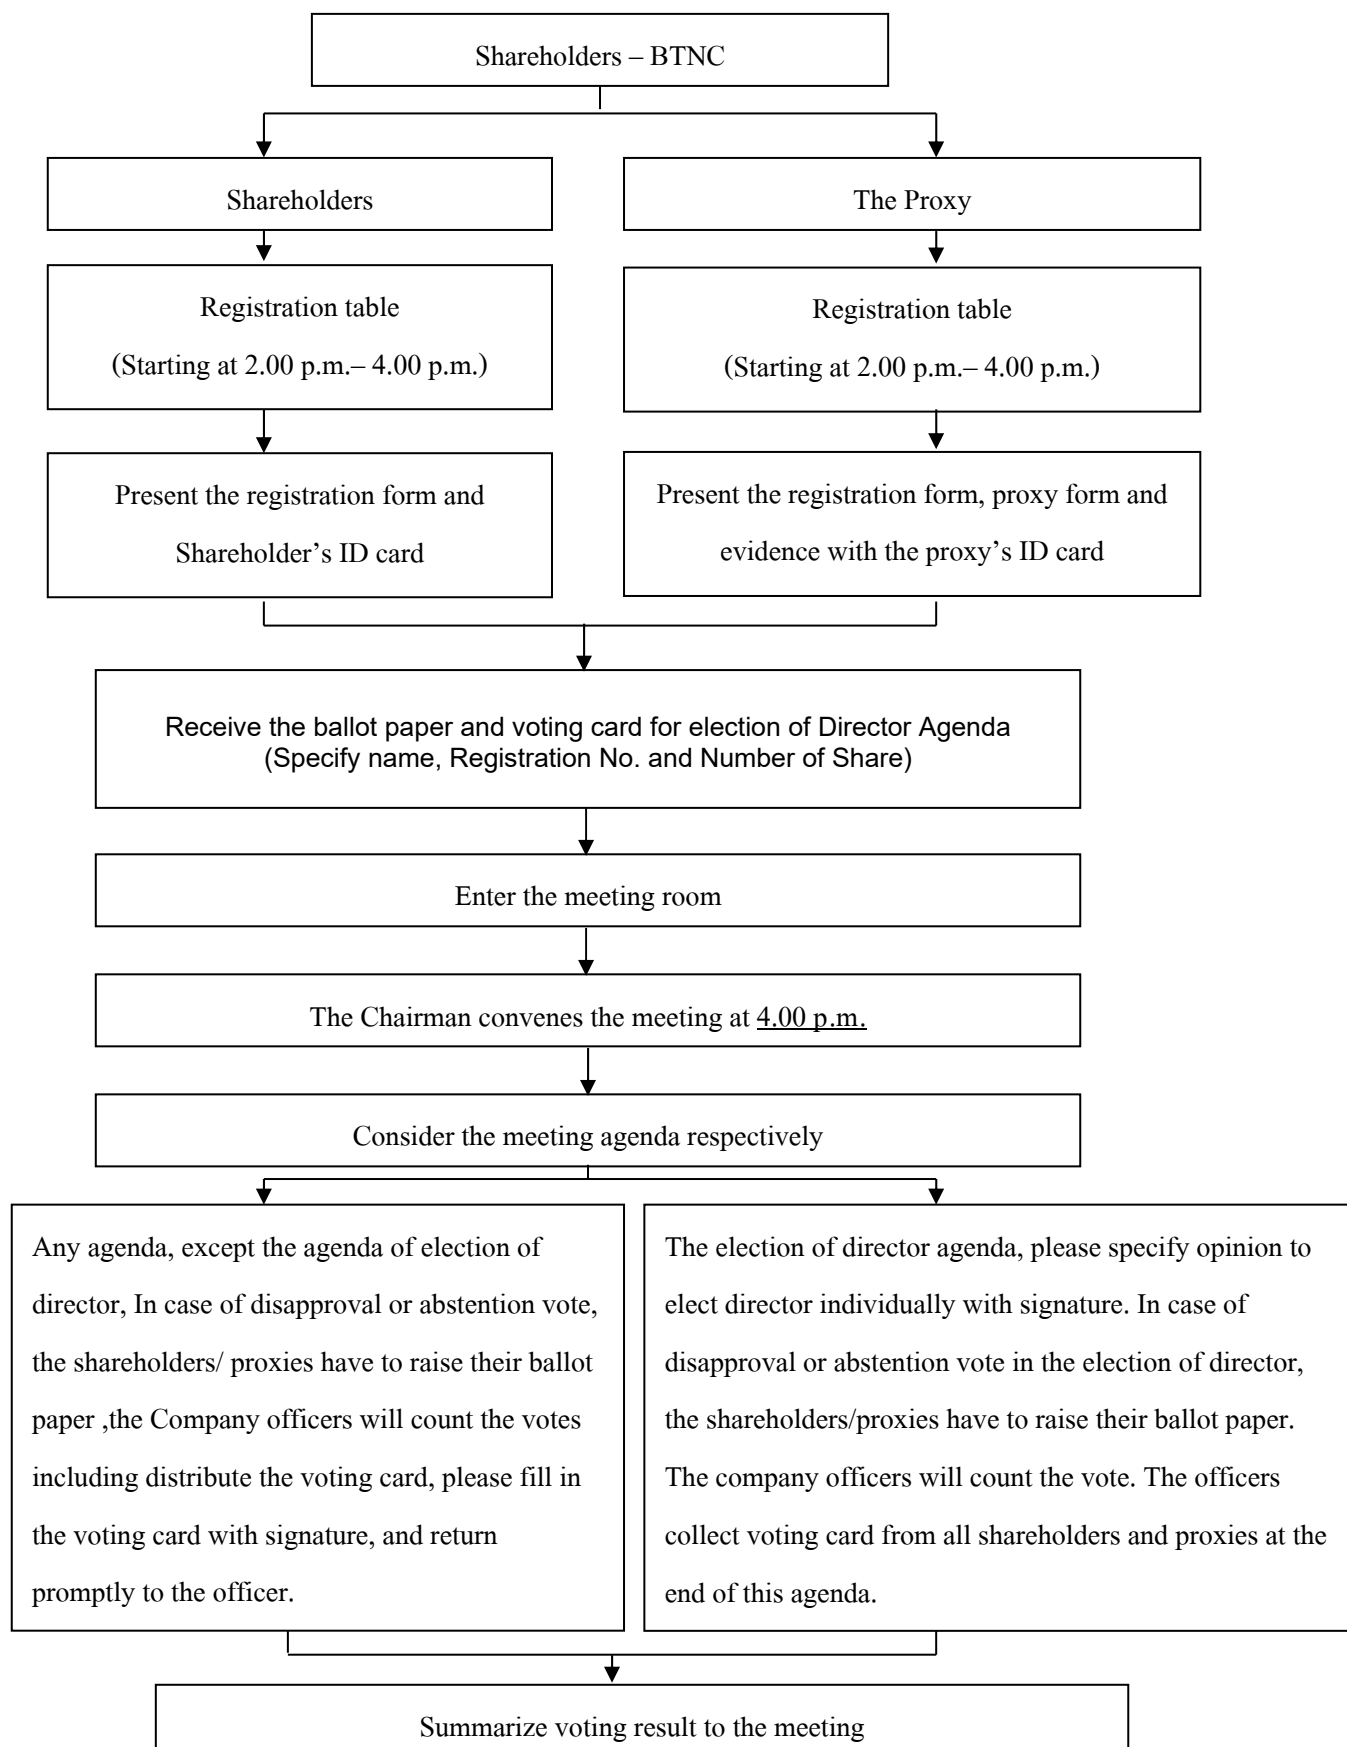 Shareholders – BTNC
Shareholders
The Proxy
Registration table
(Starting at 2.00 p.m.– 4.00 p.m.)
Registration table
(Starting at 2.00 p.m.– 4.00 p.m.)
Present the registration form and
Shareholder’s ID card
Present the registration form, proxy form and
evidence with the proxy’s ID card
Receive the ballot paper and voting card for election of Director Agenda
(Specify name, Registration No. and Number of Share)
Enter the meeting room
The Chairman convenes the meeting at 4.00 p.m.
Consider the meeting agenda respectively
Any agenda, except the agenda of election of
director, In case of disapproval or abstention vote,
the shareholders/ proxies have to raise their ballot
paper ,the Company officers will count the votes
including distribute the voting card, please fill in
the voting card with signature, and return
promptly to the officer.
The election of director agenda, please specify opinion to
elect director individually with signature. In case of
disapproval or abstention vote in the election of director,
the shareholders/proxies have to raise their ballot paper.
The company officers will count the vote. The officers
collect voting card from all shareholders and proxies at the
end of this agenda.
Summarize voting result to the meeting